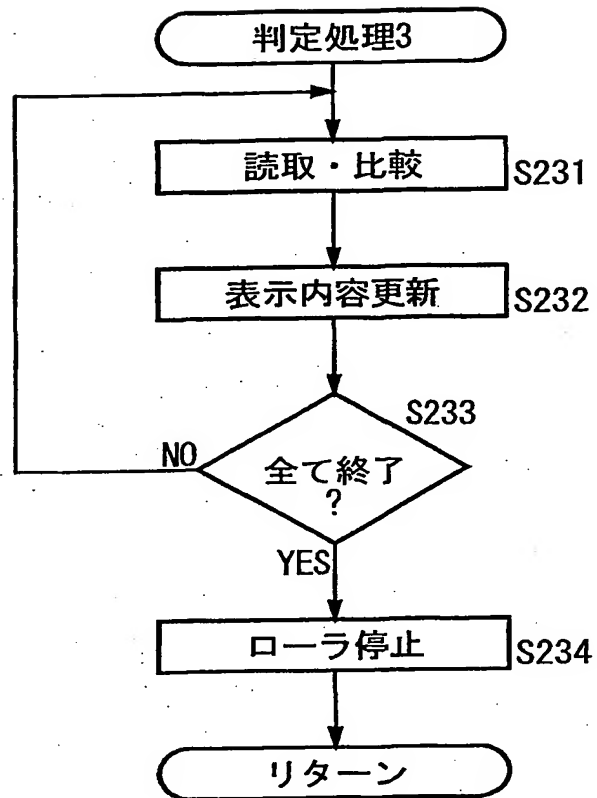 判定処理3
読取・比較
S231
表示内容更新
S232
S233
NO
全て終了
?
YES
ローラ停止
S234
リターン